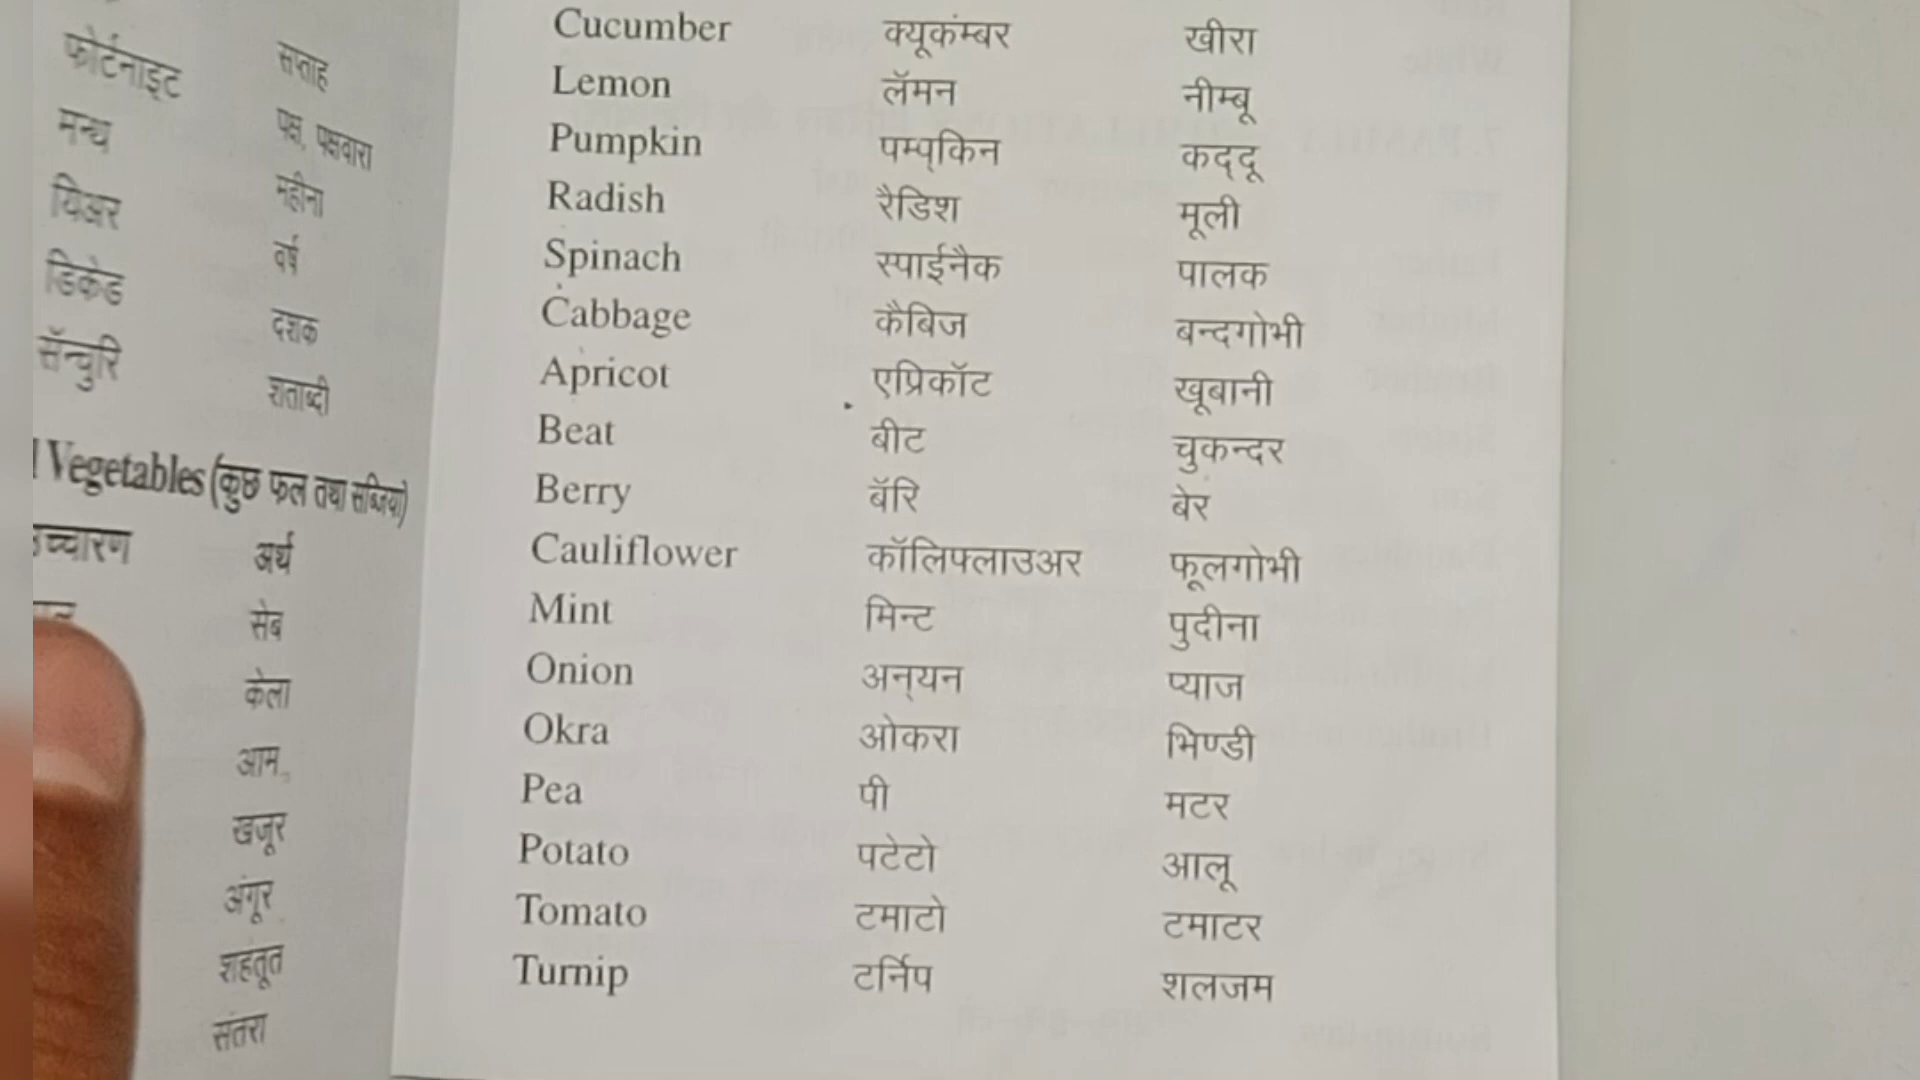 फोर्टनाइट सप्ताह
मन्थ पक्ष, पक्षवारा
यिअर महीना
डिकेड वर्ष
सॅन्चुरि दशक
शताब्दी
Vegetables (कुछ फल तथा सब्जियां)
उच्चारण अर्थ
सेब
केला
आम
खजूर
अंगूर
शहतूत
संतरा
Cucumber क्यूकंम्बर खीरा
Lemon लॅमन नीम्बू
Pumpkin पम्प्किन कद्दू
Radish रैडिश मूली
Spinach स्पाईनैक पालक
Cabbage कैबिज बन्दगोभी
Apricot एप्रिकॉट खूबानी
Beat बीट चुकन्दर
Berry बॅरि बेर
Cauliflower कॉलिफ्लाउअर फूलगोभी
Mint मिन्ट पुदीना
Onion अन्‌यन प्याज
Okra ओकरा भिण्डी
Pea पी मटर
Potato पटेटो आलू
Tomato टमाटो टमाटर
Turnip टर्निप शलजम